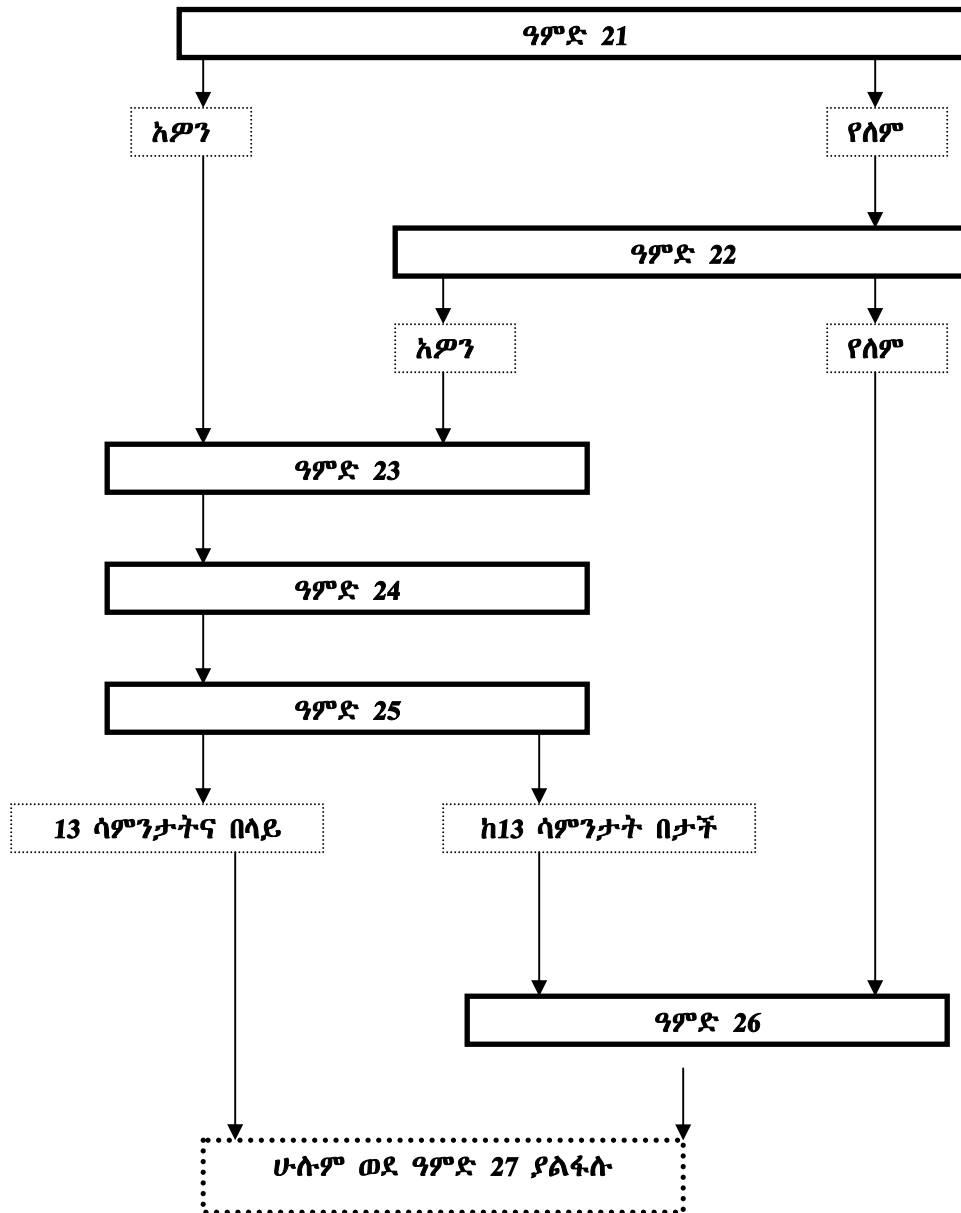 ዓምድ 21
አዎን
የለም
ዓምድ 22
አዎን
የለም
ዓምድ 23
ዓምድ 24
ዓምድ 25
13 ሳምንታትና በላይ
ከ13 ሳምንታት በታች
ዓምድ 26
ሁሉም ወደ ዓምድ 27 ያልፋሉ